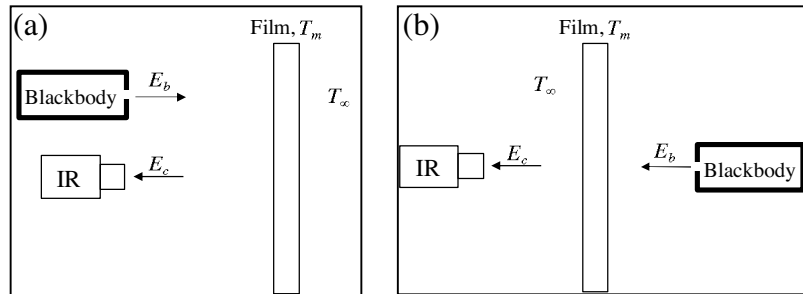 (a)
Film, T_m
Blackbody
E_b
T_∞
IR
E_c
(b)
Film, T_m
T_∞
IR
E_c
E_b
Blackbody